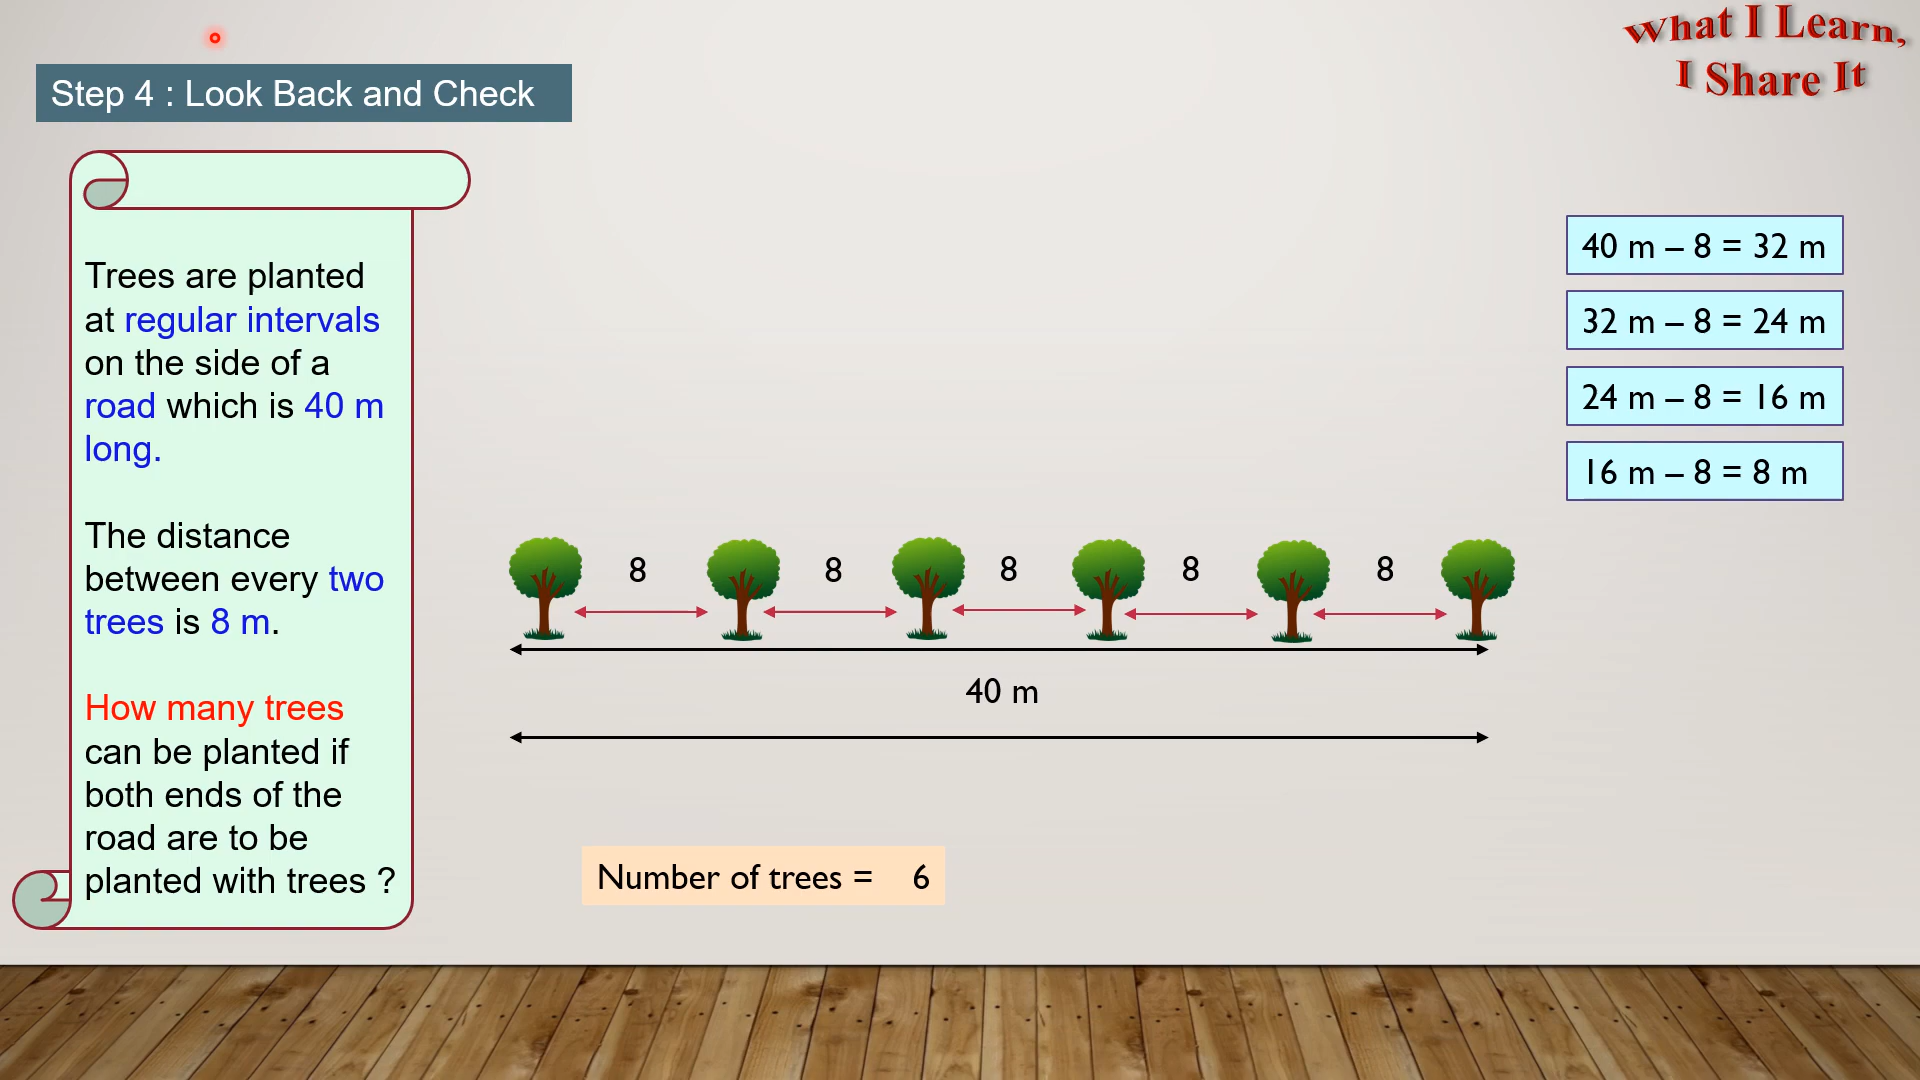 What I Learn,
I Share It
Step 4 : Look Back and Check
Trees are planted
at regular intervals
on the side of a
road which is 40 m
long.
The distance
between every two
trees is 8 m.
How many trees
can be planted if
both ends of the
road are to be
planted with trees ?
40 m – 8 = 32 m
32 m – 8 = 24 m
24 m – 8 = 16 m
16 m – 8 = 8 m
8 8 8 8 8
40 m
Number of trees = 6